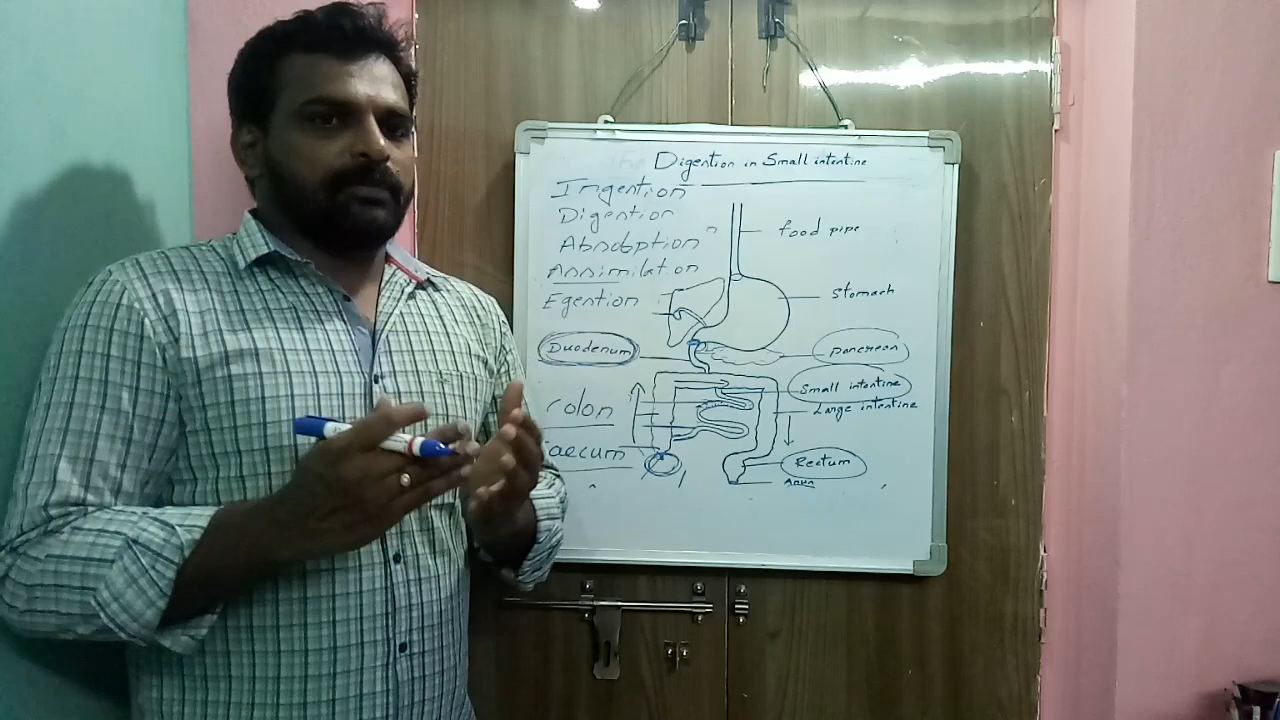 Digestion in Small intestine
Ingestion
Digestion
Absorption
Assimilation
Egestion
food pipe
Stomach
Duodenum
pancreas
Small intestine
Colon
Large intestine
Caecum
Rectum
Anus